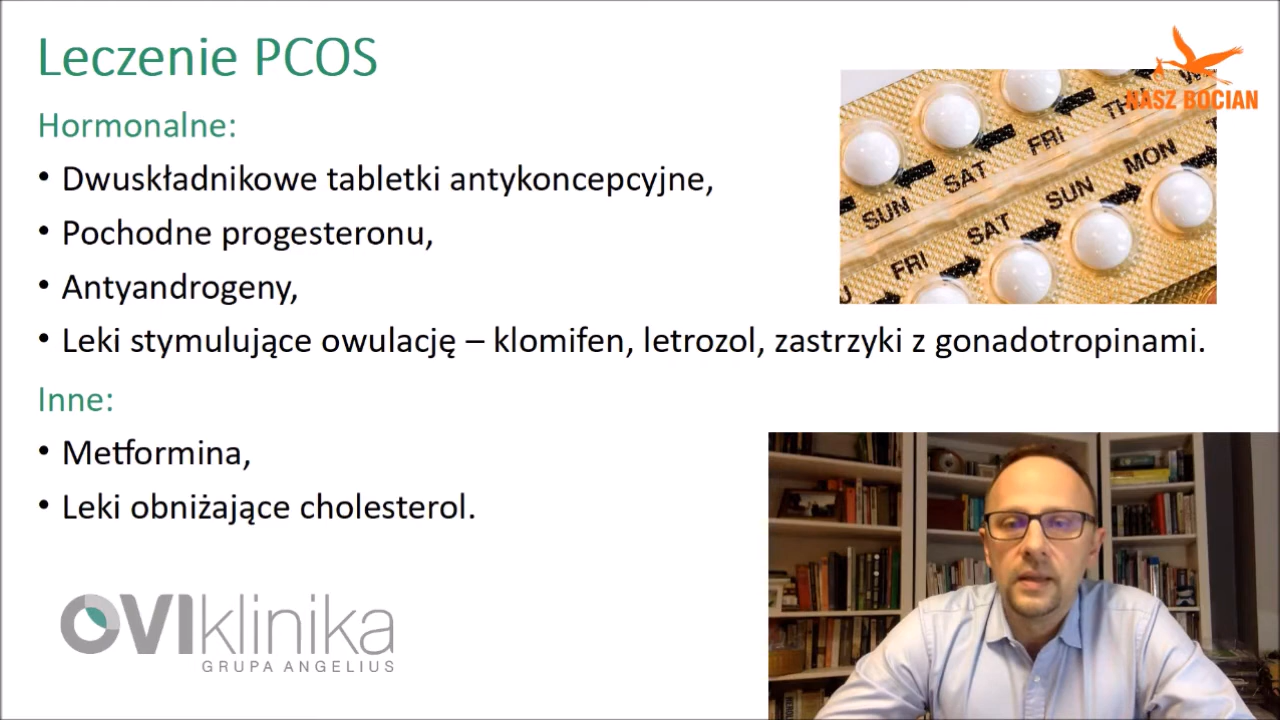 Leczenie PCOS
NASZ BOCIAN
Hormonalne:
• Dwuskładnikowe tabletki antykoncepcyjne,
• Pochodne progesteronu,
• Antyandrogeny,
• Leki stymulujące owulację – klomifen, letrozol, zastrzyki z gonadotropinami.
SUN SAT FRI
FRI SAT SUN MON
Inne:
• Metformina,
• Leki obniżające cholesterol.
OVIklinika
GRUPA ANGELIUS